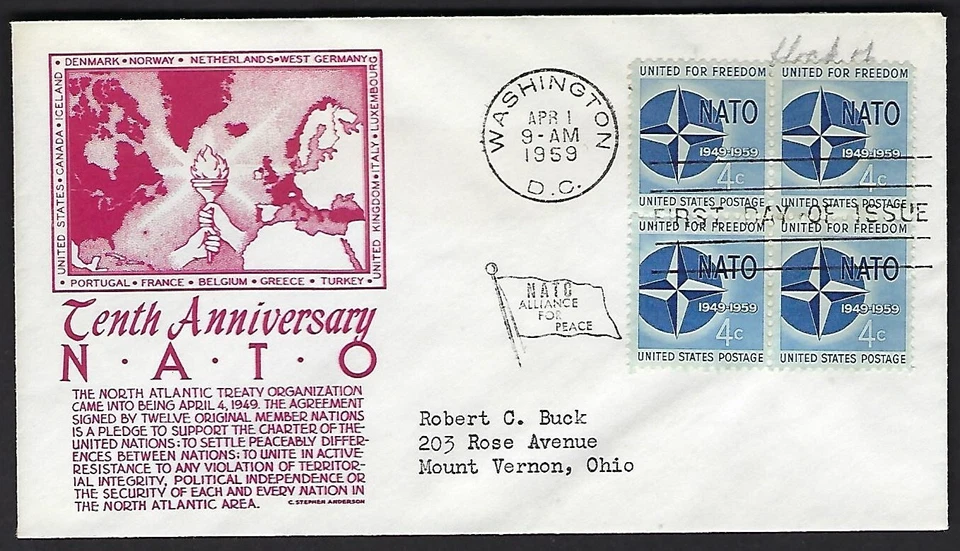 DENMARK • NORWAY • NETHERLANDS • WEST GERMANY
UNITED STATES • CANADA • ICELAND
UNITED KINGDOM • ITALY • LUXEMBOURG
• PORTUGAL • FRANCE • BELGIUM • GREECE • TURKEY •
Tenth Anniversary
N • A • T • O
THE NORTH ATLANTIC TREATY ORGANIZATION
CAME INTO BEING APRIL 4, 1949. THE AGREEMENT
SIGNED BY TWELVE ORIGINAL MEMBER NATIONS
IS A PLEDGE TO SUPPORT THE CHARTER OF THE
UNITED NATIONS: TO SETTLE PEACEABLY DIFFER-
ENCES BETWEEN NATIONS: TO UNITE IN ACTIVE
RESISTANCE TO ANY VIOLATION OF TERRITOR-
IAL INTEGRITY, POLITICAL INDEPENDENCE OR
THE SECURITY OF EACH AND EVERY NATION IN
THE NORTH ATLANTIC AREA.
C. STEPHEN ANDERSON
WASHINGTON
APR 1
9-AM
1959
D.C.
NATO
ALLIANCE
FOR
PEACE
UNITED FOR FREEDOM
NATO
1949-1959
4c
UNITED STATES POSTAGE
UNITED FOR FREEDOM
NATO
1949-1959
4c
UNITED STATES POSTAGE
FIRST DAY OF ISSUE
UNITED FOR FREEDOM
NATO
1949-1959
4c
UNITED STATES POSTAGE
UNITED FOR FREEDOM
NATO
1949-1959
4c
UNITED STATES POSTAGE
Robert C. Buck
203 Rose Avenue
Mount Vernon, Ohio